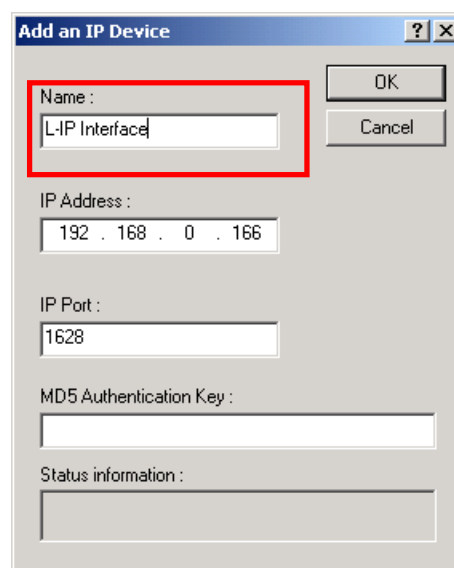 Add an IP Device
? X
OK
Name :
L-IP Interface
Cancel
IP Address :
192 . 168 . 0 . 166
IP Port :
1628
MD5 Authentication Key :
Status information :